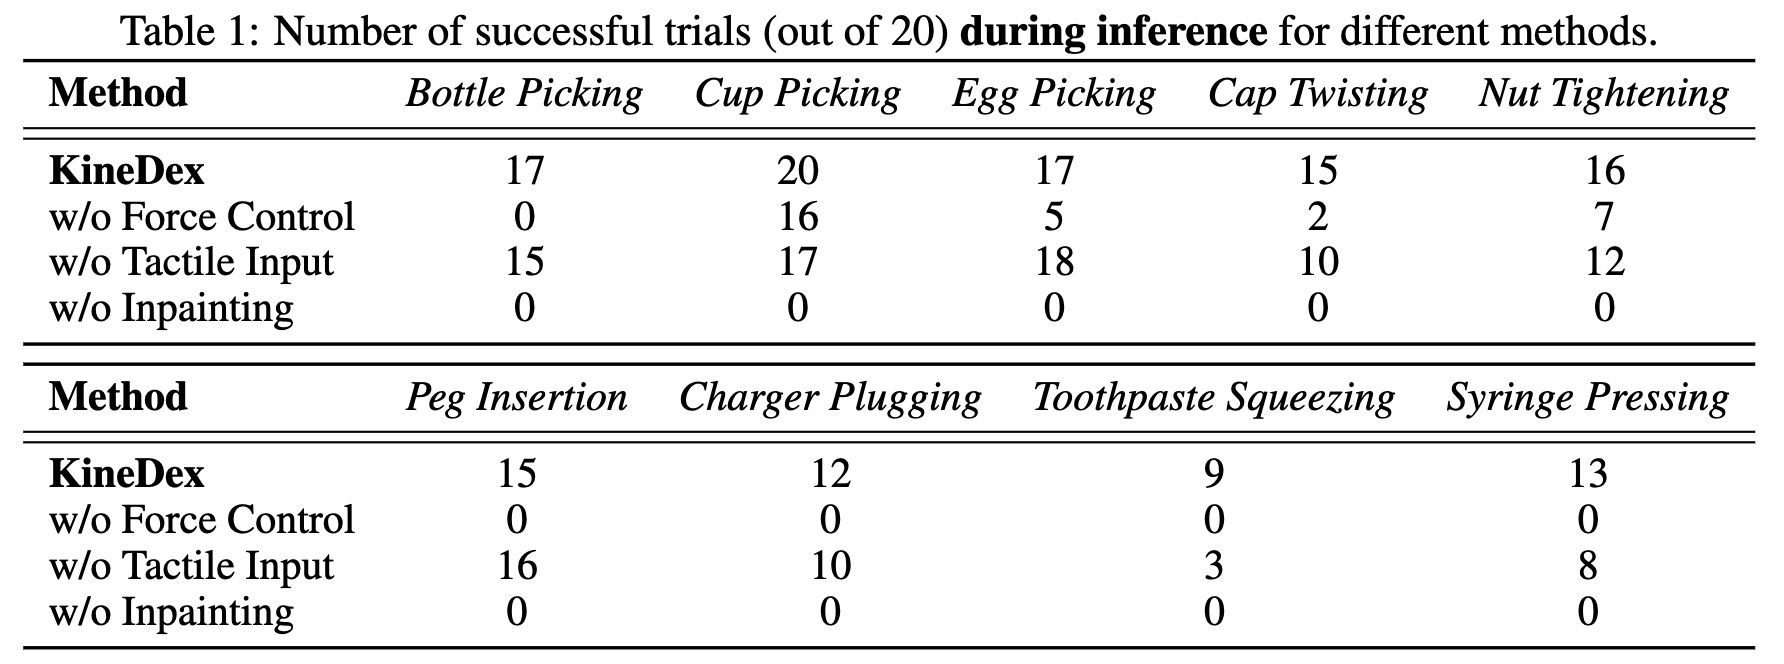 Table 1: Number of successful trials (out of 20) during inference for different methods.
Method Bottle Picking Cup Picking Egg Picking Cap Twisting Nut Tightening
KineDex 17 20 17 15 16
w/o Force Control 0 16 5 2 7
w/o Tactile Input 15 17 18 10 12
w/o Inpainting 0 0 0 0 0
Method Peg Insertion Charger Plugging Toothpaste Squeezing Syringe Pressing
KineDex 15 12 9 13
w/o Force Control 0 0 0 0
w/o Tactile Input 16 10 3 8
w/o Inpainting 0 0 0 0